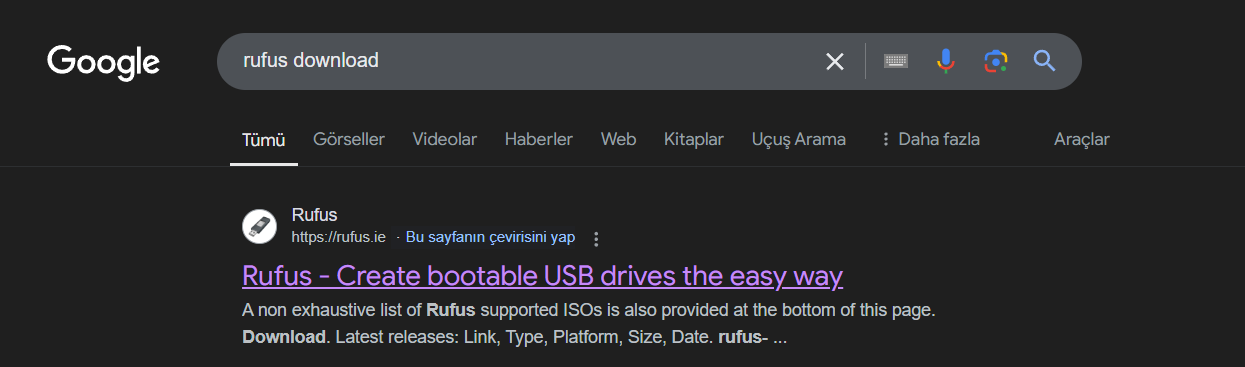 Google
rufus download
Tümü Görseller Videolar Haberler Web Kitaplar Uçuş Arama Daha fazla Araçlar
Rufus
https://rufus.ie · Bu sayfanın çevirisini yap
Rufus - Create bootable USB drives the easy way
A non exhaustive list of Rufus supported ISOs is also provided at the bottom of this page.
Download. Latest releases: Link, Type, Platform, Size, Date. rufus- ...